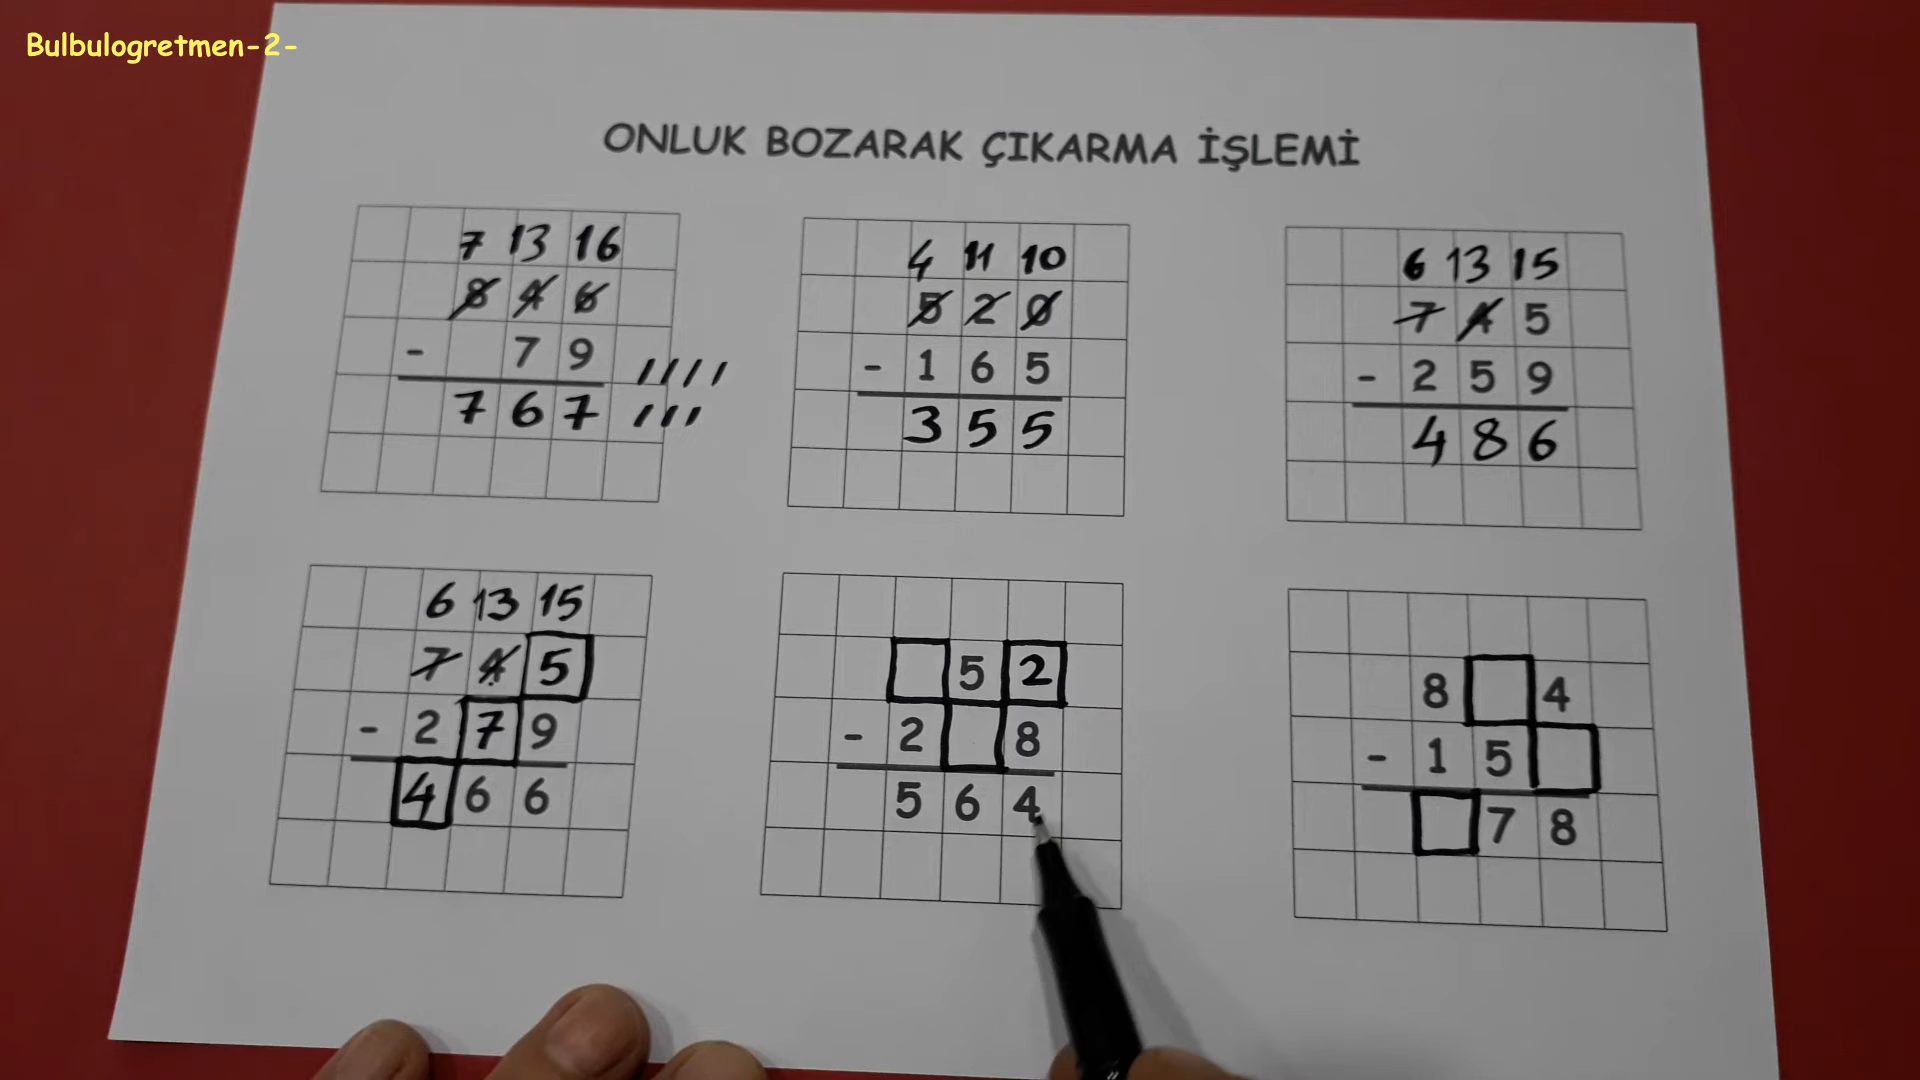 Bulbulogretmen-2-
ONLUK BOZARAK ÇIKARMA İŞLEMİ
7 13 16
8 4 6
- 7 9
7 6 7
4 11 10
5 2 0
- 1 6 5
3 5 5
6 13 15
7 4 5
- 2 5 9
4 8 6
6 13 15
7 4 5
- 2 7 9
4 6 6
5 2
- 2 8
5 6 4
8 4
- 1 5
7 8